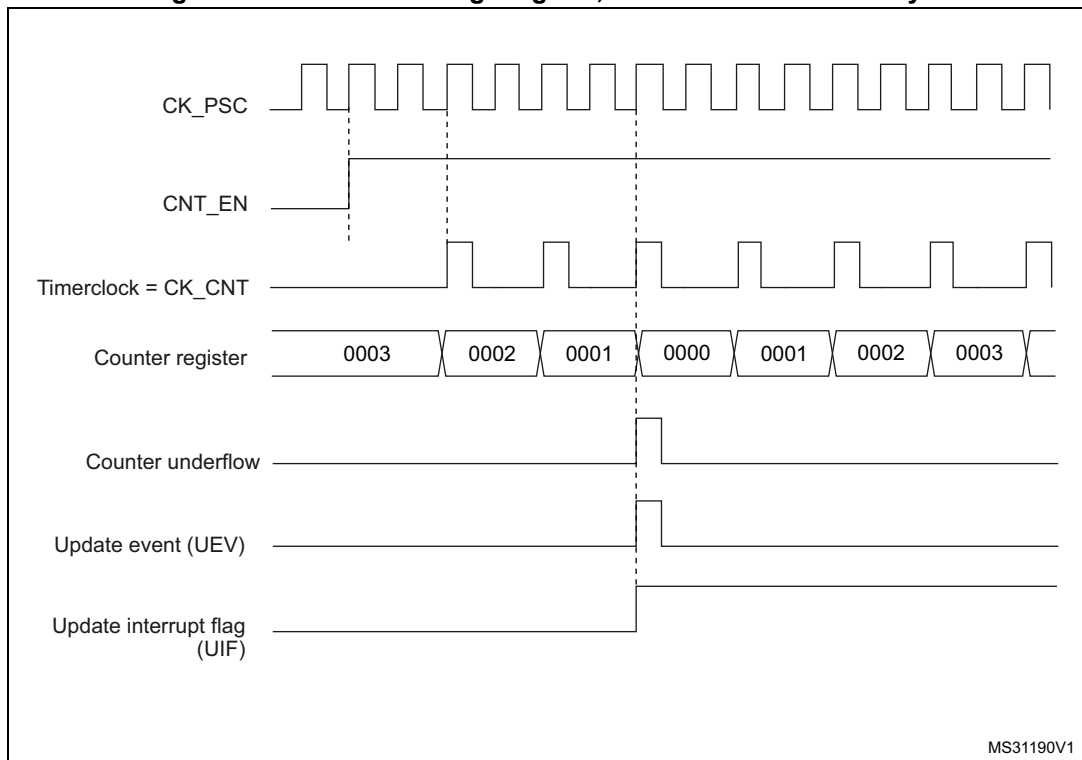 CK_PSC
CNT_EN
Timerclock = CK_CNT
Counter register
0003 0002 0001 0000 0001 0002 0003
Counter underflow
Update event (UEV)
Update interrupt flag
(UIF)
MS31190V1